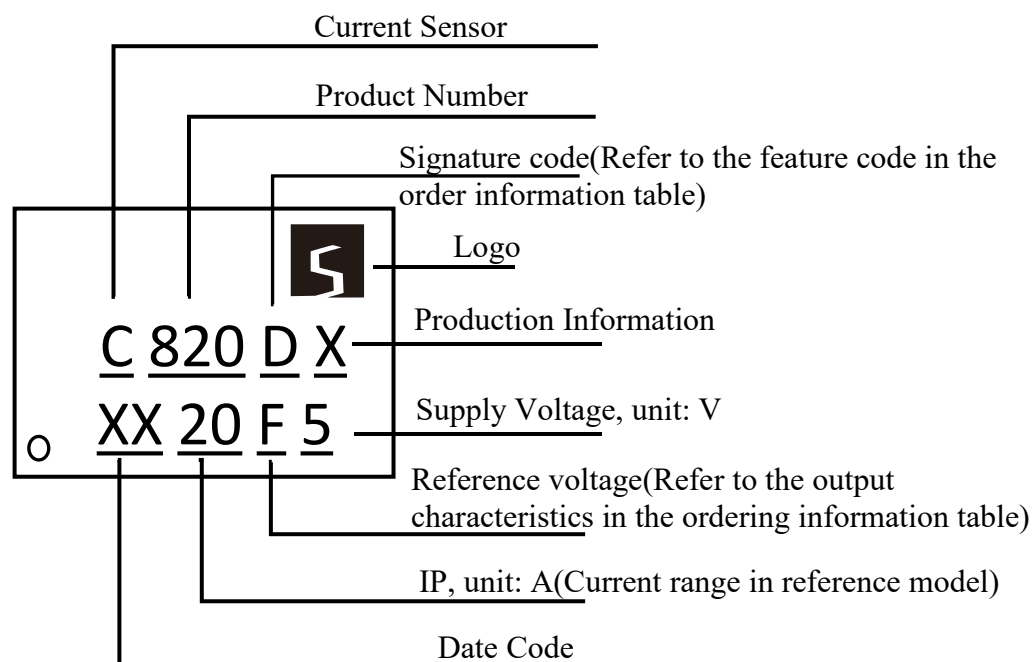 Current Sensor
Product Number
Signature code(Refer to the feature code in the
order information table)
Logo
Production Information
C 820 D X
XX 20 F 5
Supply Voltage, unit: V
Reference voltage(Refer to the output
characteristics in the ordering information table)
IP, unit: A(Current range in reference model)
Date Code